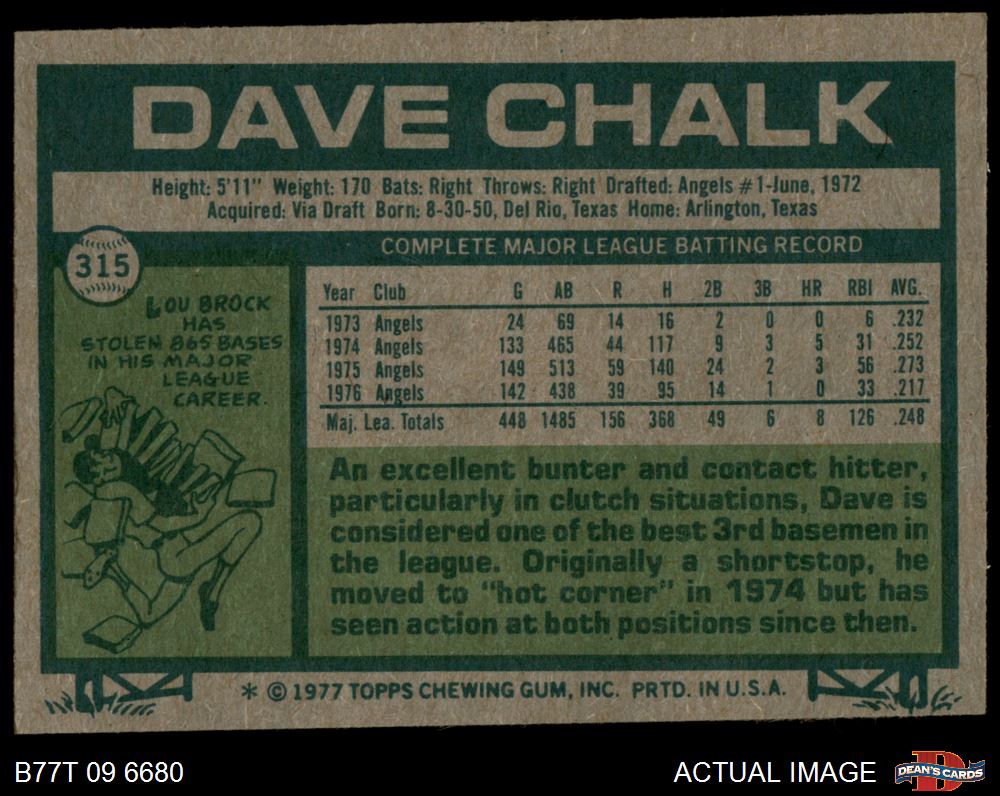 DAVE CHALK
Height: 5'11" Weight: 170 Bats: Right Throws: Right Drafted: Angels #1-June, 1972
Acquired: Via Draft Born: 8-30-50, Del Rio, Texas Home: Arlington, Texas
315
COMPLETE MAJOR LEAGUE BATTING RECORD
LOU BROCK
HAS
STOLEN 865 BASES
IN HIS MAJOR
LEAGUE
CAREER.
Year Club G AB R H 2B 3B HR RBI AVG.
1973 Angels 24 69 14 16 2 0 0 6 .232
1974 Angels 133 465 44 117 9 3 5 31 .252
1975 Angels 149 513 59 140 24 2 3 56 .273
1976 Angels 142 438 39 95 14 1 0 33 .217
Maj. Lea. Totals 448 1485 156 368 49 6 8 126 .248
An excellent bunter and contact hitter,
particularly in clutch situations, Dave is
considered one of the best 3rd basemen in
the league. Originally a shortstop, he
moved to "hot corner" in 1974 but has
seen action at both positions since then.
* © 1977 TOPPS CHEWING GUM, INC. PRTD. IN U.S.A.
B77T 09 6680
ACTUAL IMAGE
D
DEAN'S CARDS